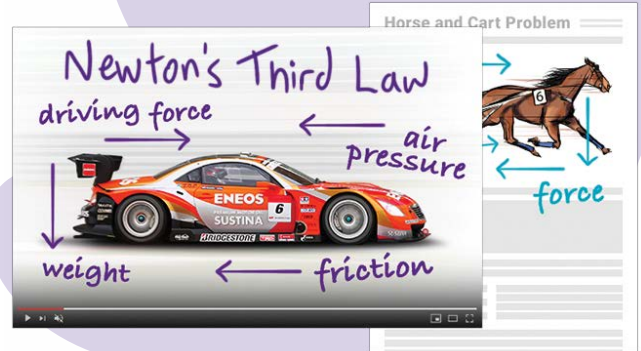 Horse and Cart Problem
Newton's Third Law
driving force
air
pressure
6
ENEOS
6
SUSTINA
BRIDGESTONE
force
weight
friction